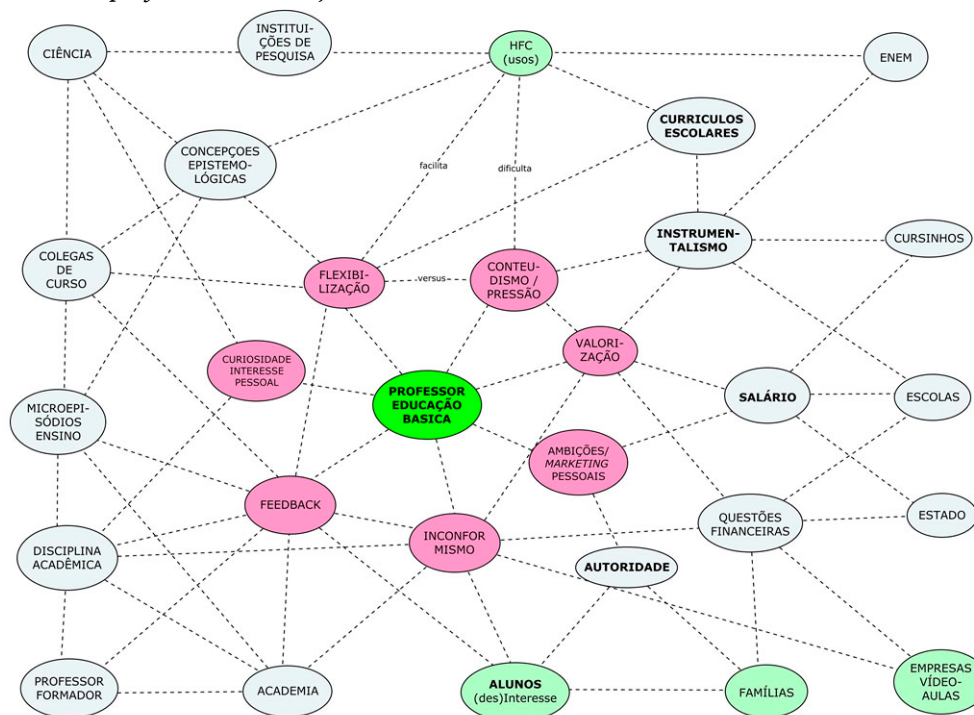 CIÊNCIA
INSTITUI-
ÇÕES DE
PESQUISA
HFC
(usos)
ENEM
CURRICULOS
ESCOLARES
CONCEPÇOES
EPISTEMO-
LÓGICAS
facilita
dificulta
INSTRUMEN-
TALISMO
CURSINHOS
COLEGAS
DE
CURSO
FLEXIBI-
LIZAÇÃO
versus
CONTEU-
DISMO /
PRESSÃO
VALORI-
ZAÇÃO
CURIOSIDADE
INTERESSE
PESSOAL
PROFESSOR
EDUCAÇÃO
BASICA
SALÁRIO
ESCOLAS
MICROEPI-
SÓDIOS
ENSINO
AMBIÇÕES/
MARKETING
PESSOAIS
FEEDBACK
QUESTÕES
FINANCEIRAS
ESTADO
DISCIPLINA
ACADÊMICA
INCONFOR
MISMO
AUTORIDADE
PROFESSOR
FORMADOR
ACADEMIA
ALUNOS
(des)Interesse
FAMÍLIAS
EMPRESAS
VÍDEO-
AULAS